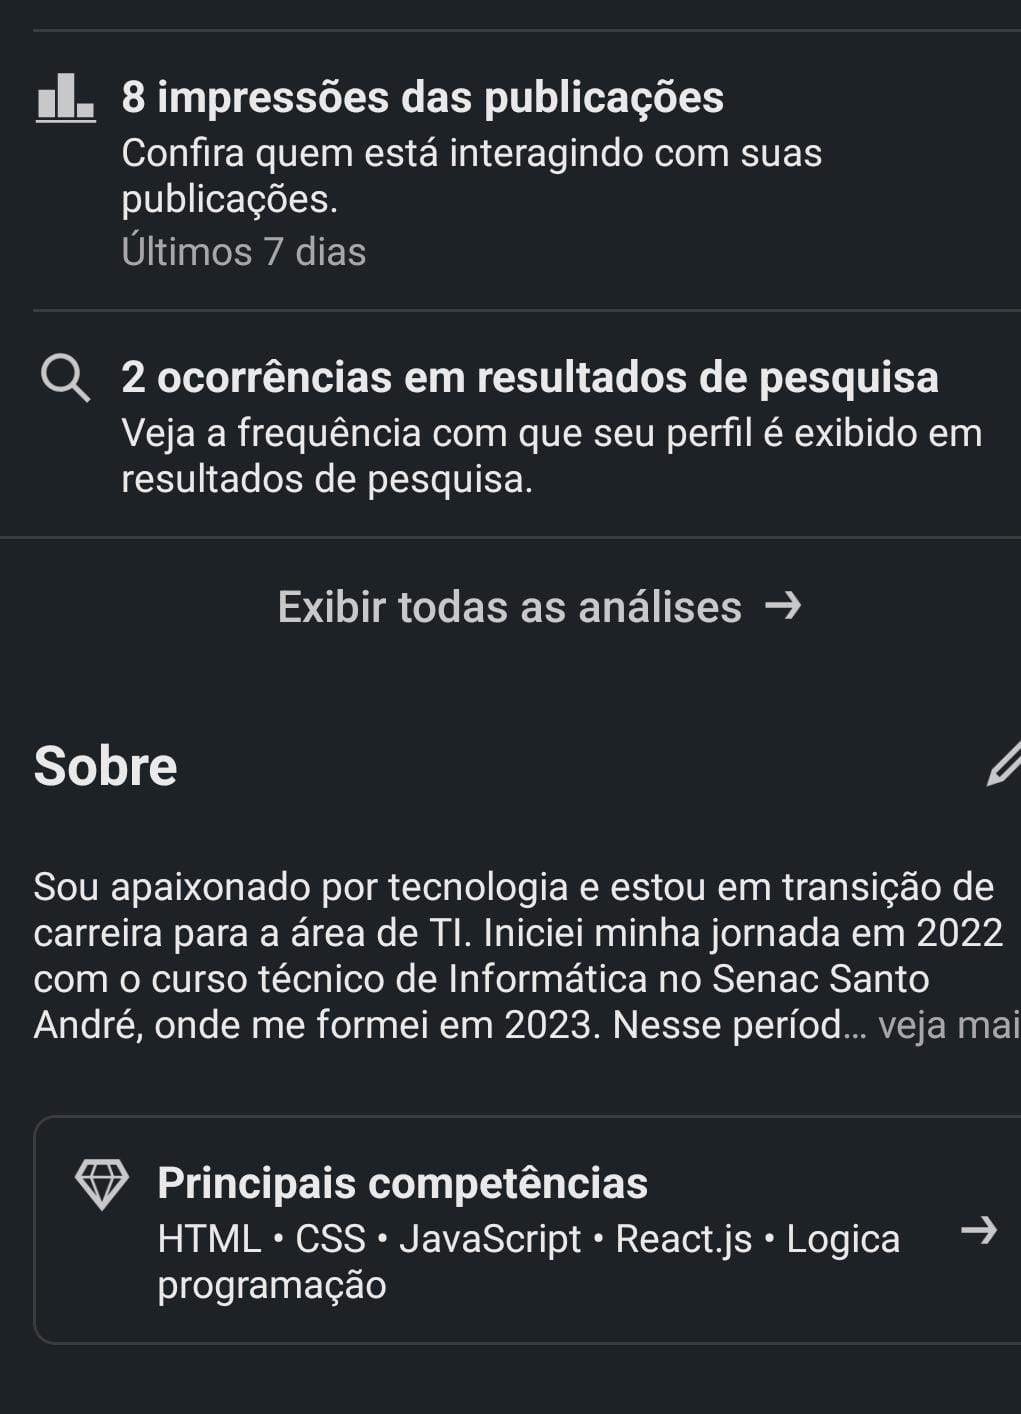 8 impressões das publicações
Confira quem está interagindo com suas
publicações.
Últimos 7 dias
2 ocorrências em resultados de pesquisa
Veja a frequência com que seu perfil é exibido em
resultados de pesquisa.
Exibir todas as análises →
Sobre
Sou apaixonado por tecnologia e estou em transição de
carreira para a área de TI. Iniciei minha jornada em 2022
com o curso técnico de Informática no Senac Santo
André, onde me formei em 2023. Nesse períod... veja mai
Principais competências
HTML • CSS • JavaScript • React.js • Logica
programação